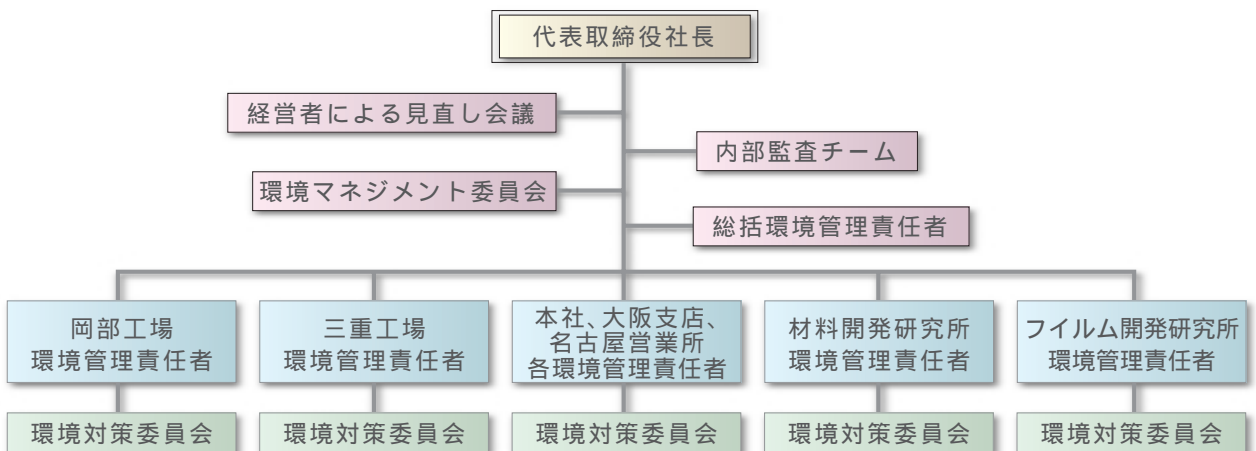 代表取締役社長
経営者による見直し会議
内部監査チーム
環境マネジメント委員会
総括環境管理責任者
岡部工場
環境管理責任者
三重工場
環境管理責任者
本社、大阪支店、
名古屋営業所
各環境管理責任者
材料開発研究所
環境管理責任者
フイルム開発研究所
環境管理責任者
環境対策委員会
環境対策委員会
環境対策委員会
環境対策委員会
環境対策委員会